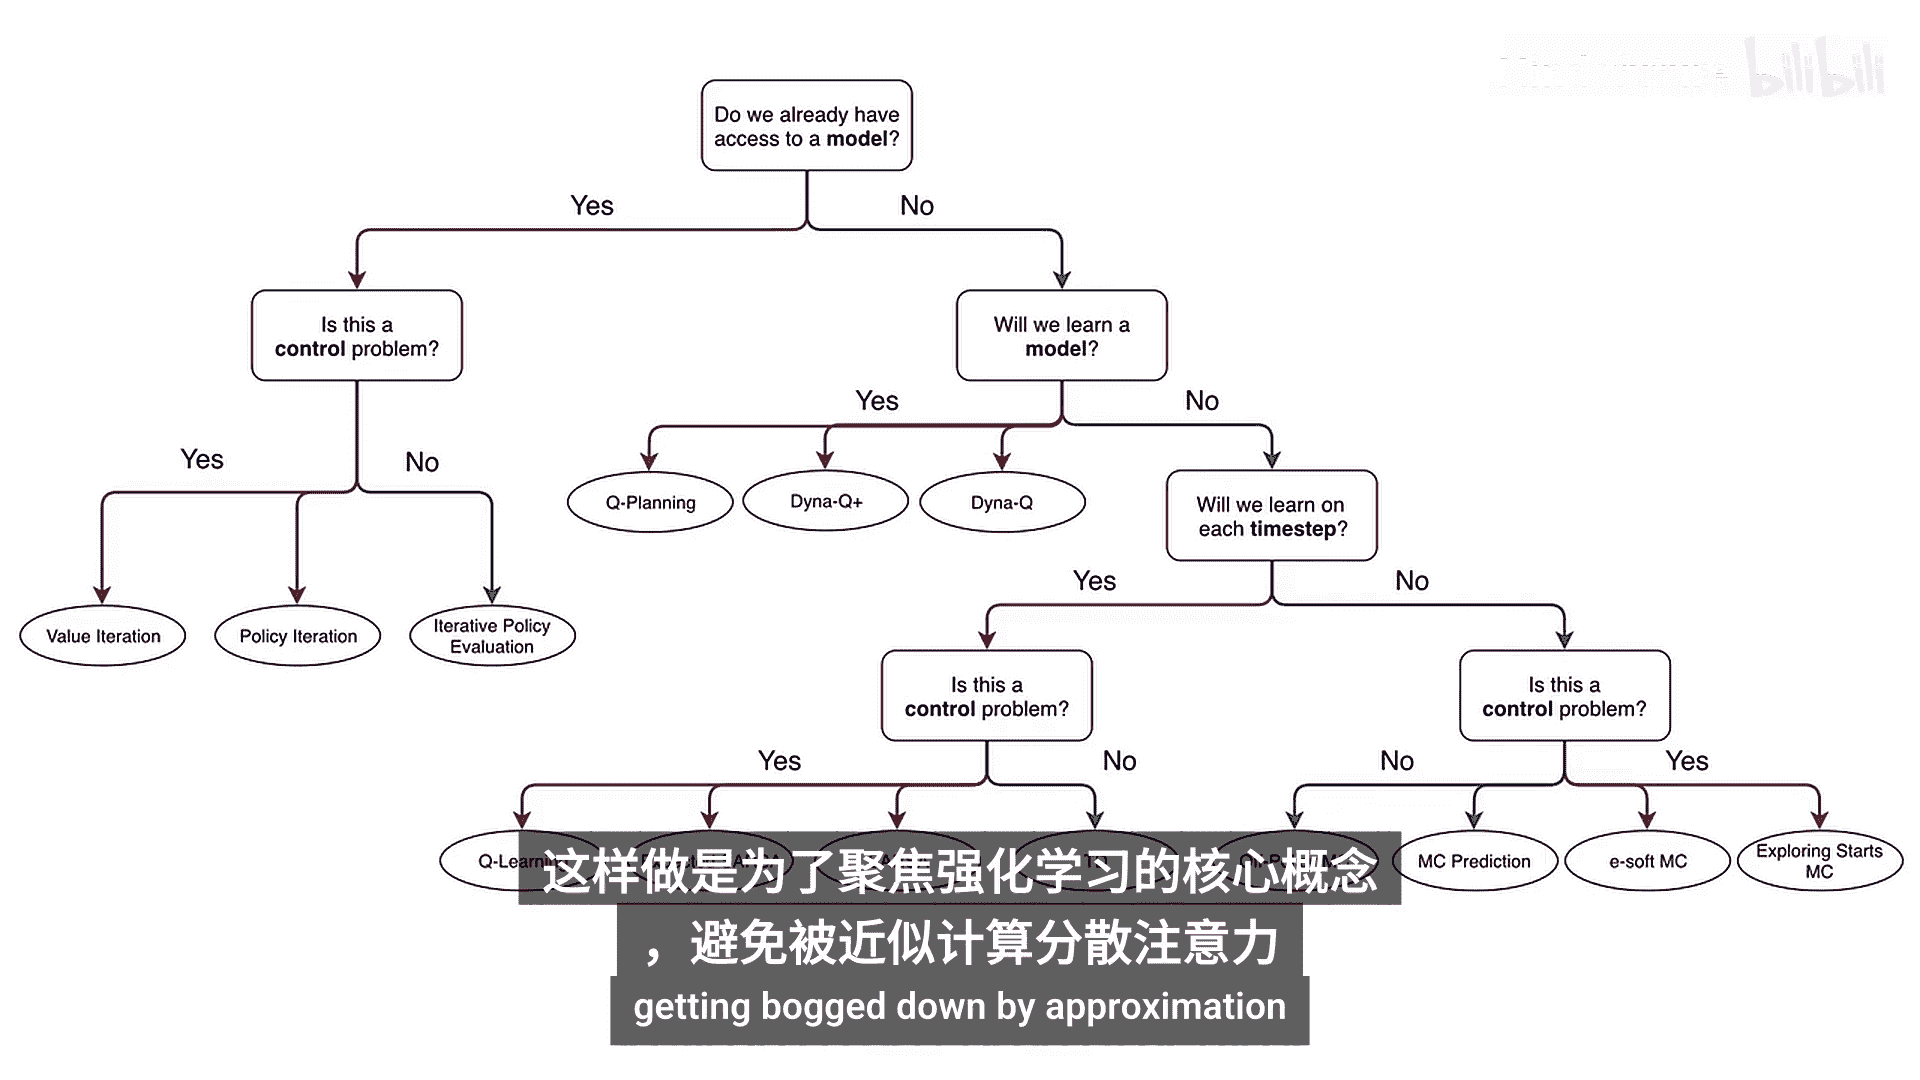 bilibili
Do we already have
access to a model?
Yes
No
Is this a
control problem?
Will we learn a
model?
Yes
No
Yes
No
Q-Planning
Dyna-Q+
Dyna-Q
Will we learn on
each timestep?
Yes
No
Value Iteration
Policy Iteration
Iterative Policy
Evaluation
Is this a
control problem?
Is this a
control problem?
Yes
No
No
Yes
Q-Learning
MC Prediction
e-soft MC
Exploring Starts
MC
这样做是为了聚焦强化学习的核心概念
，避免被近似计算分散注意力
getting bogged down by approximation